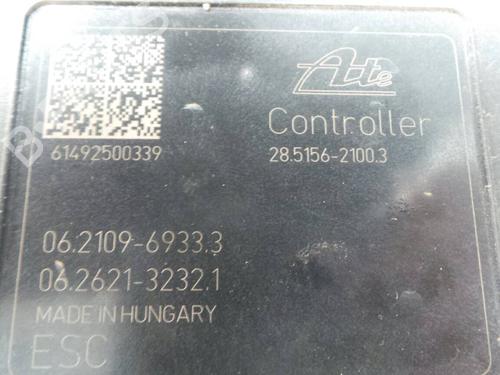 Ate
Controller
61492500339
28.5156-2100.3
06.2109-6933.3
06.2621-3232.1
MADE IN HUNGARY
ESC